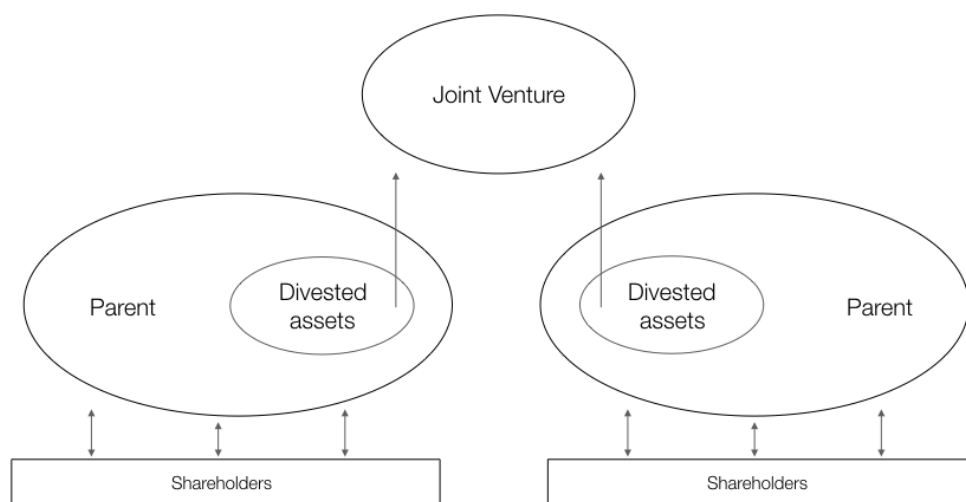 Joint Venture
Parent
Divested
assets
Divested
assets
Parent
Shareholders
Shareholders